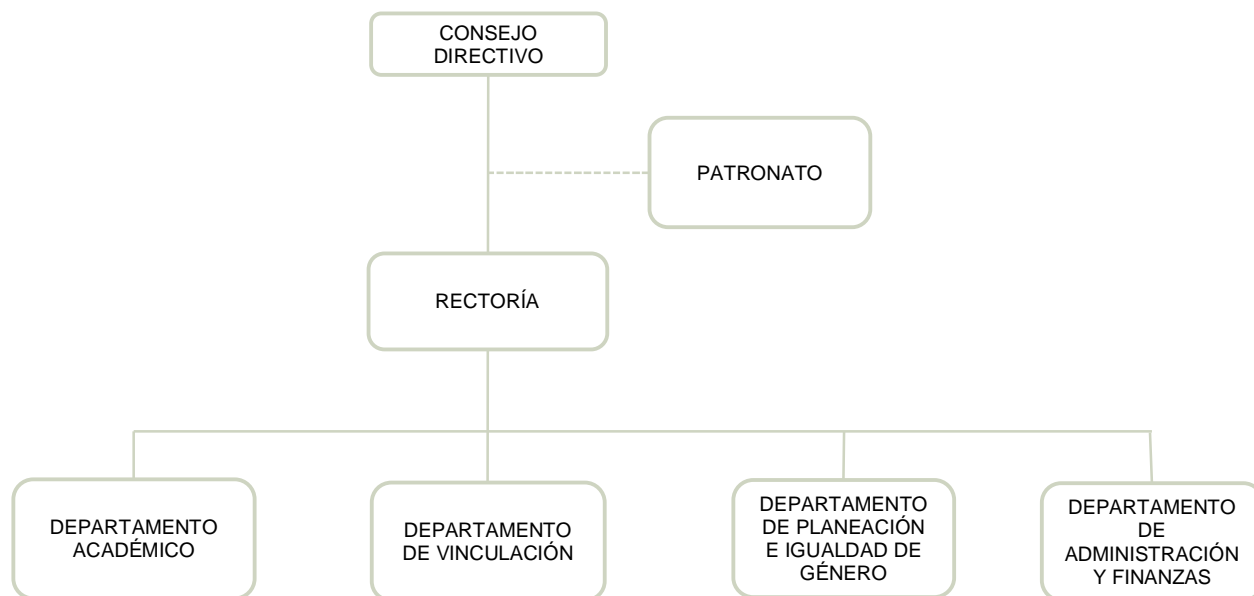 CONSEJO
DIRECTIVO
PATRONATO
RECTORÍA
DEPARTAMENTO
ACADÉMICO
DEPARTAMENTO
DE VINCULACIÓN
DEPARTAMENTO
DE PLANEACIÓN
E IGUALDAD DE
GÉNERO
DEPARTAMENTO
DE
ADMINISTRACIÓN
Y FINANZAS